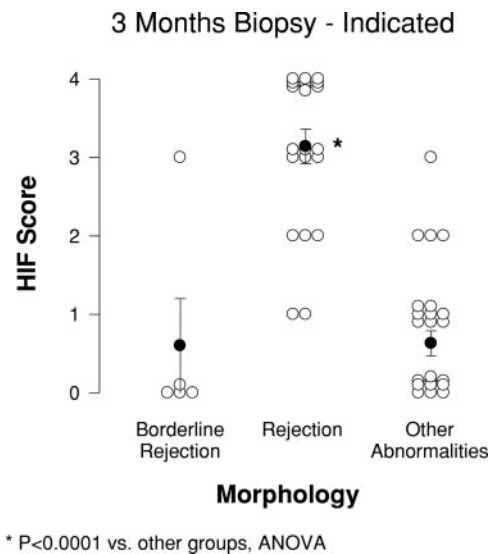 3 Months Biopsy - Indicated
4
3
2
1
0
HIF Score
*
Borderline
Rejection
Rejection
Other
Abnormalities
Morphology
* P<0.0001 vs. other groups, ANOVA